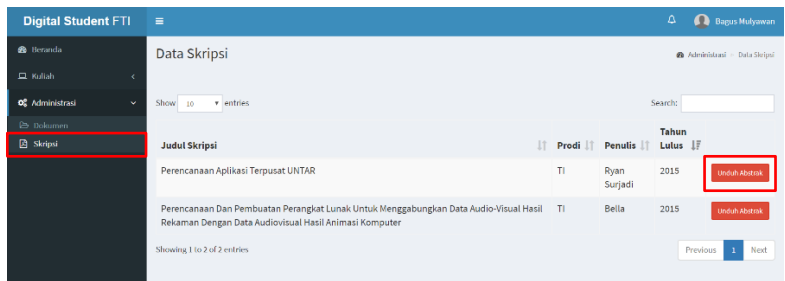 Digital Student FTI
Bagus Mulyawan
Beranda
Kuliah
Administrasi
Dokumen
Skripsi
Data Skripsi
Administrasi - Data Skripsi
Show 10 entries
Search:
Judul Skripsi Prodi Penulis Tahun Lulus
Perencanaan Aplikasi Terpusat UNTAR TI Ryan Surjadi 2015 Unduh Abstrak
Perencanaan Dan Pembuatan Perangkat Lunak Untuk Menggabungkan Data Audio-Visual Hasil TI Bella 2015 Unduh Abstrak
Rekaman Dengan Data Audiovisual Hasil Animasi Komputer
Showing 1 to 2 of 2 entries
Previous 1 Next